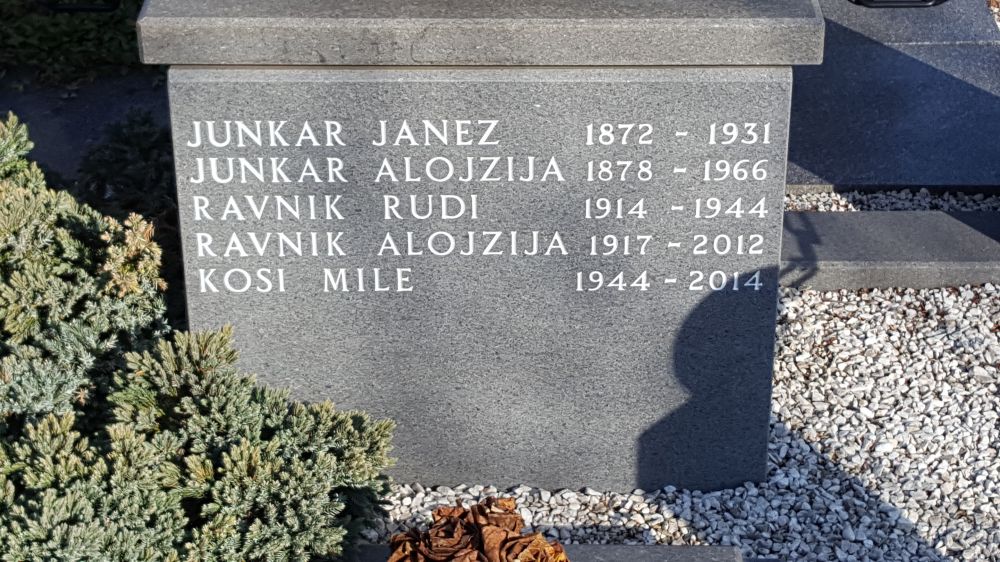 JUNKAR JANEZ 1872 - 1931
JUNKAR ALOJZIJA 1878 - 1966
RAVNIK RUDI 1914 - 1944
RAVNIK ALOJZIJA 1917 - 2012
KOSI MILE 1944 - 2014